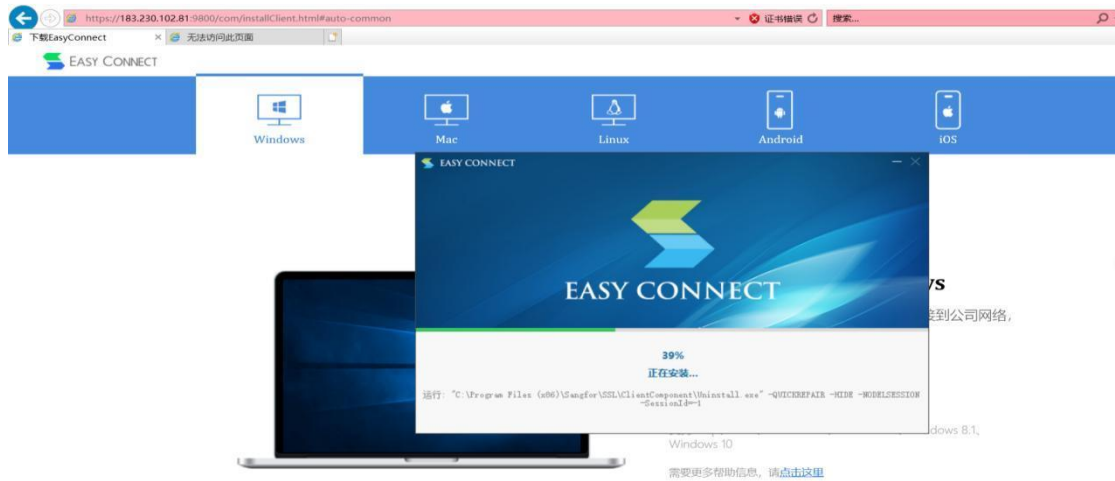 https://183.230.102.81:9800/com/installClient.html#auto-common
证书错误
搜索...
下载EasyConnect
无法访问此页面
EASY CONNECT
Windows
Mac
Linux
Android
iOS
EASY CONNECT
EASY CONNECT
到公司网络，
39%
正在安装...
运行: "C:\Program Files (x86)\Sangfor\SSL\ClientComponent\Uninstall.exe" -QUICKREPAIR -HIDE -NODELSESSION
-SessionId=-1
dows 8.1、
Windows 10
需要更多帮助信息，请点击这里